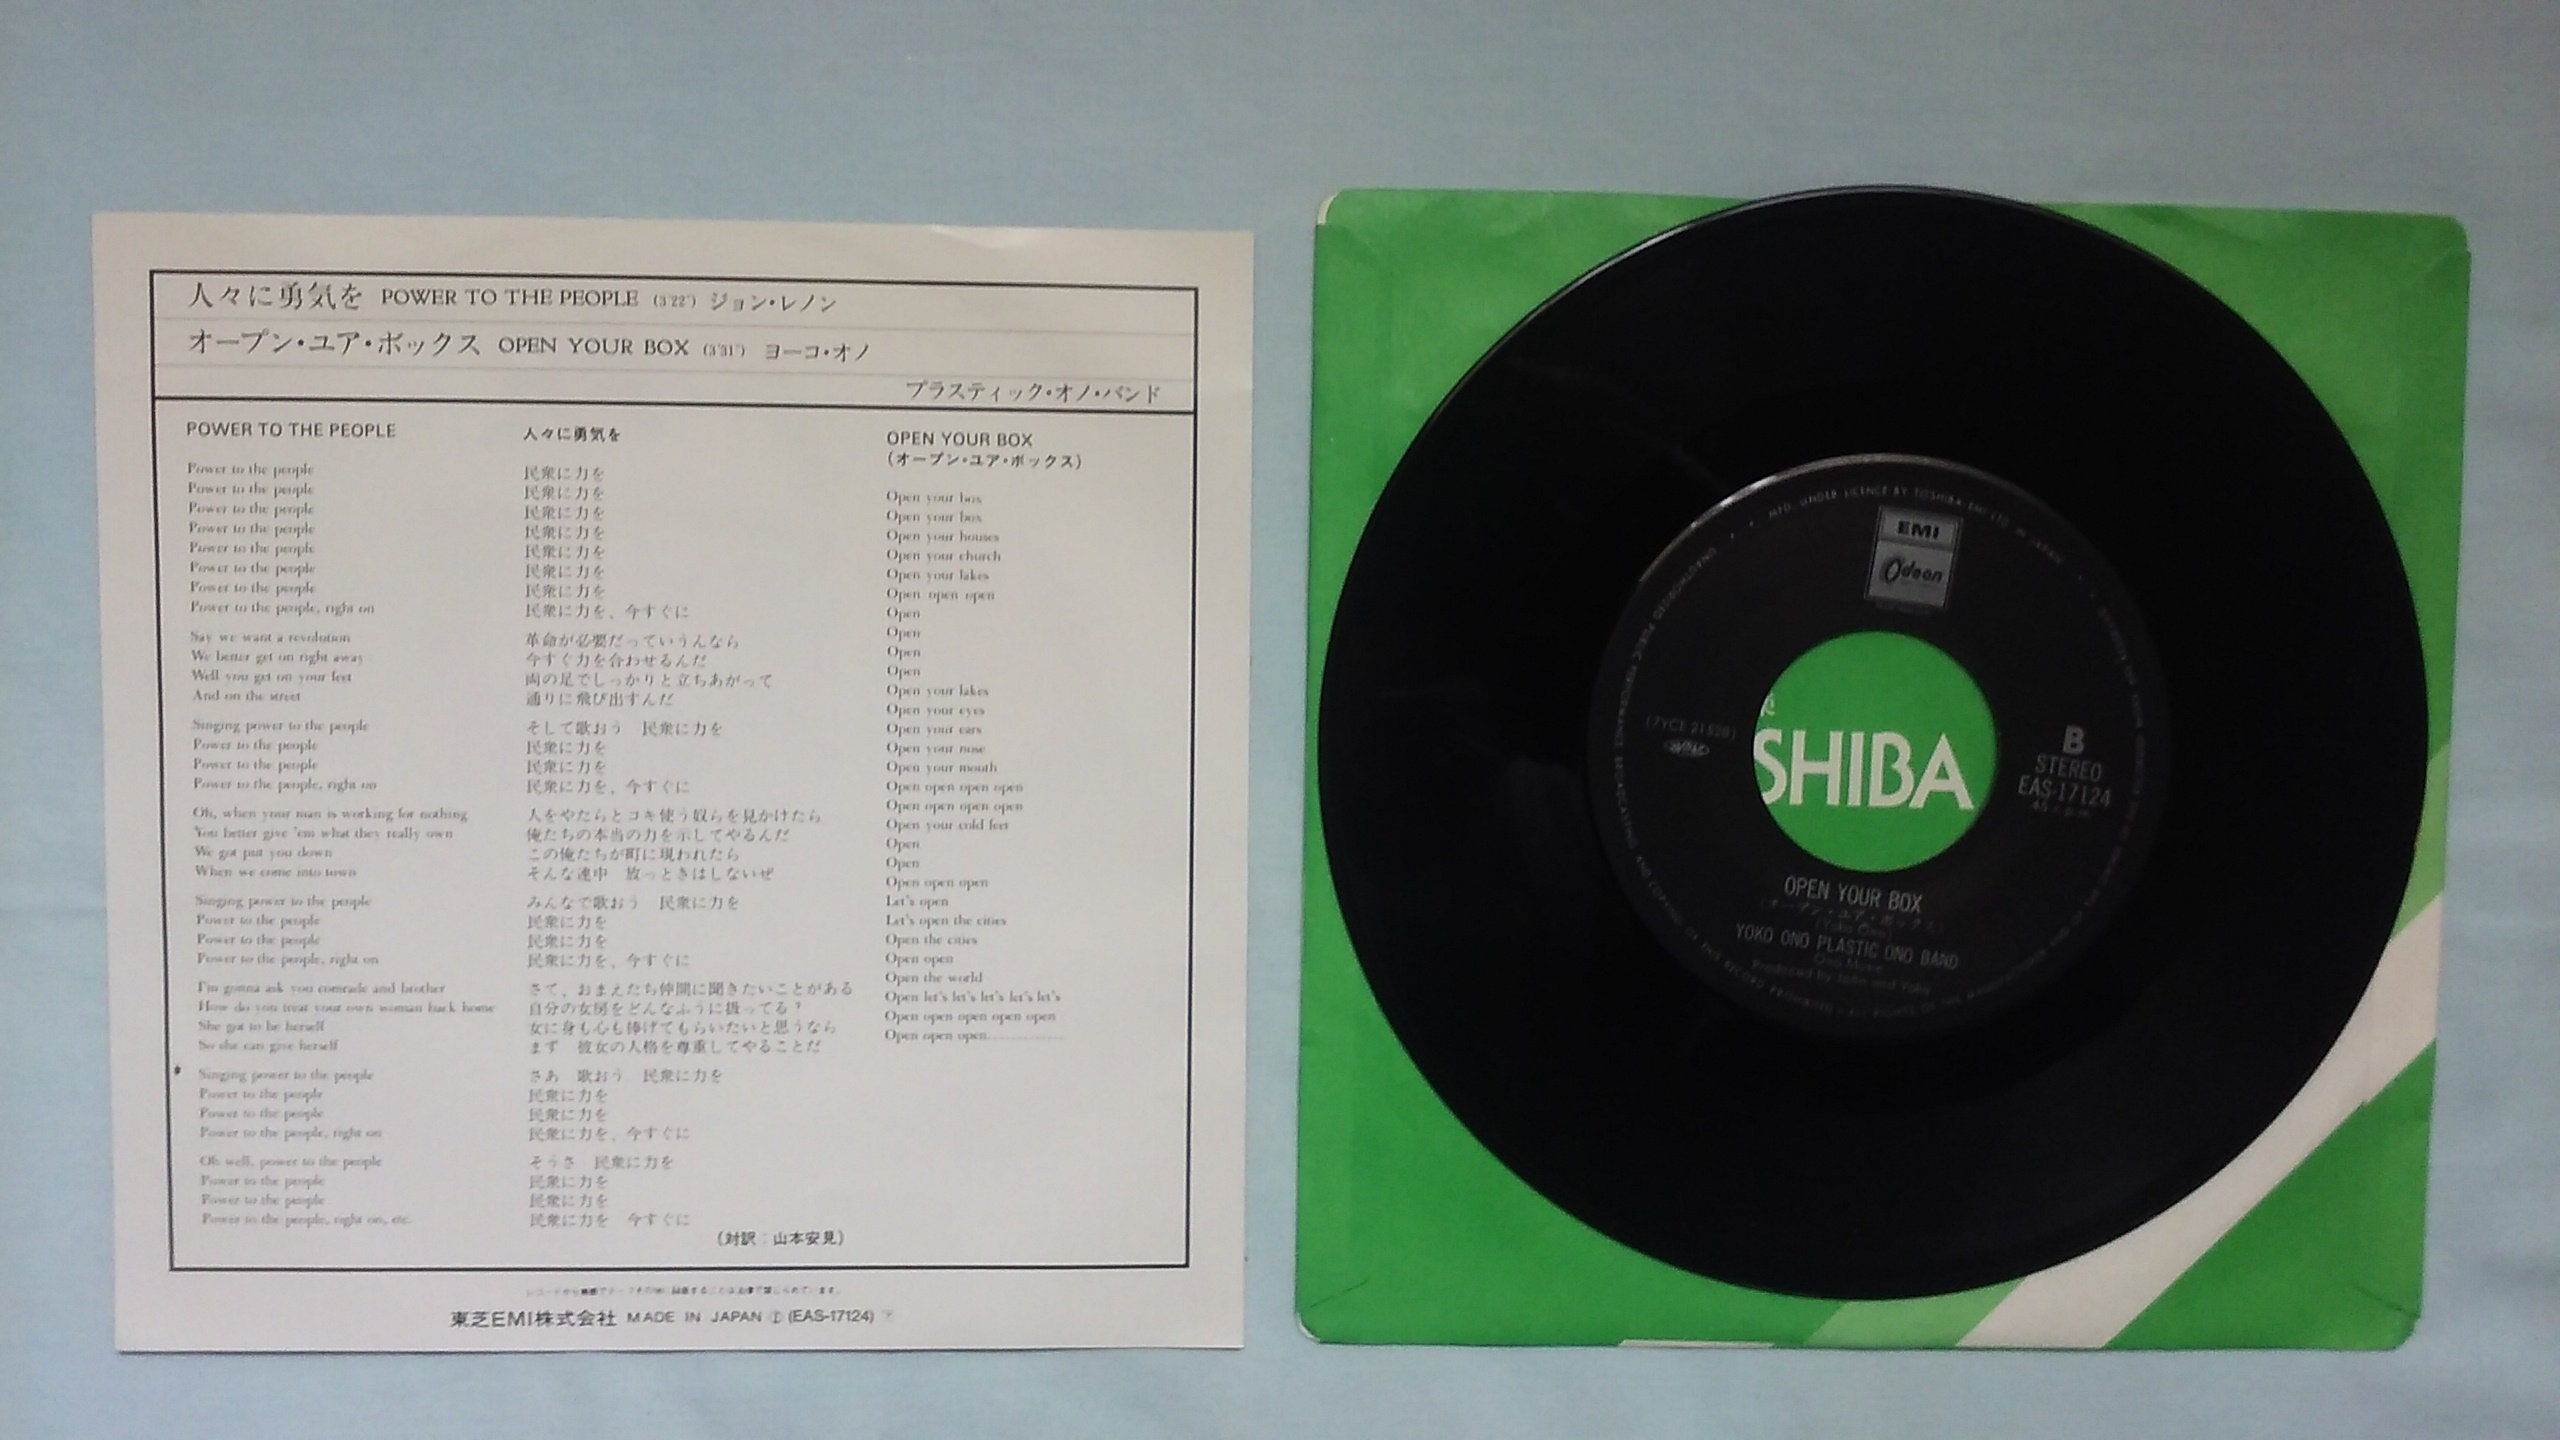 人々に勇気を POWER TO THE PEOPLE (3'22") ジョン・レノン
オープン・ユア・ボックス OPEN YOUR BOX (3'31") ヨーコ・オノ
プラスティック・オノ・バンド
POWER TO THE PEOPLE
Power to the people
Power to the people
Power to the people
Power to the people
Power to the people
Power to the people
Power to the people
Power to the people, right on
Say we want a revolution
We better get on right away
Well you get on your feet
And on the street
Singing power to the people
Power to the people
Power to the people
Power to the people, right on
Oh, when your man is working for nothing
You better give 'em what they really own
We got put you down
When we come into town
Singing power to the people
Power to the people
Power to the people
Power to the people, right on
I'm gonna ask you comrade and brother
How do you treat your own woman back home
She got to be herself
So she can give herself
Singing power to the people
Power to the people
Power to the people
Power to the people, right on
Oh well, power to the people
Power to the people
Power to the people
Power to the people, right on, etc.
人々に勇気を
民衆に力を
民衆に力を
民衆に力を
民衆に力を
民衆に力を
民衆に力を
民衆に力を
民衆に力を、今すぐに
革命が必要だっていうんなら
今すぐ力を合わせるんだ
両の足でしっかりと立ちあがって
通りに飛び出すんだ
そして歌おう 民衆に力を
民衆に力を
民衆に力を
民衆に力を、今すぐに
人をやたらとコキ使う奴らを見かけたら
俺たちの本当の力を示してやるんだ
この俺たちが町に現われたら
そんな連中 放っときはしないぜ
みんなで歌おう 民衆に力を
民衆に力を
民衆に力を
民衆に力を、今すぐに
さて、おまえたち仲間に聞きたいことがある
自分の女房をどんなふうに扱ってる?
女に身も心も捧げてもらいたいと思うなら
まず 彼女の人格を尊重してやることだ
さあ 歌おう 民衆に力を
民衆に力を
民衆に力を
民衆に力を、今すぐに
そうさ 民衆に力を
民衆に力を
民衆に力を
民衆に力を 今すぐに
(対訳：山本安見)
OPEN YOUR BOX
(オープン・ユア・ボックス)
Open your box
Open your box
Open your houses
Open your church
Open your lakes
Open open open
Open
Open
Open
Open
Open your lakes
Open your eyes
Open your ears
Open your nose
Open your mouth
Open open open open
Open open open open
Open your cold feet
Open
Open
Open open open
Let's open
Let's open the cities
Open the cities
Open open
Open the world
Open let's let's let's let's let's
Open open open open open
Open open open...............
東芝EMI株式会社 MADE IN JAPAN (EAS-17124)
MFD. UNDER LICENCE BY TOSHIBA EMI LTD. IN JAPAN
EMI
Odeon
B
STEREO
EAS-17124
45 r.p.m.
SHIBA
OPEN YOUR BOX
(オープン・ユア・ボックス)
(Yoko Ono)
YOKO ONO PLASTIC ONO BAND
Ono Music
Produced by John and Yoko